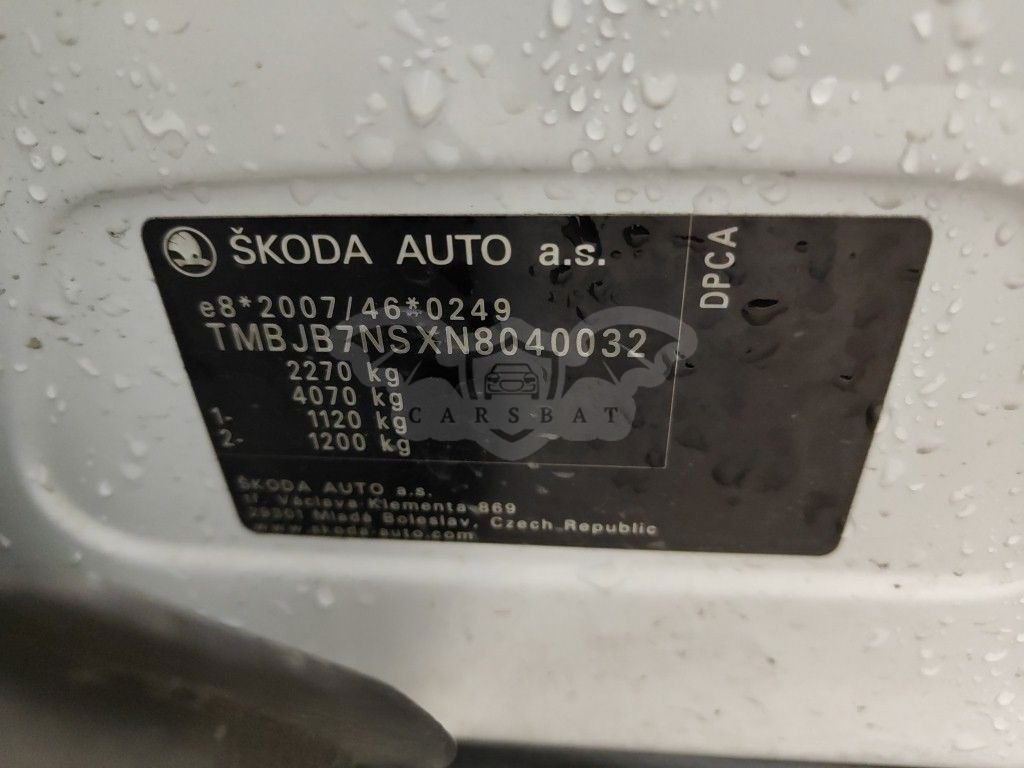 ŠKODA AUTO a.s.
DPCA
e8*2007/46*0249
TMBJB7NSXN8040032
2270 kg
4070 kg
1- 1120 kg
2- 1200 kg
CARSBAT
ŠKODA AUTO a.s.
tř. Václava Klementa 869
29301 Mladá Boleslav, Czech Republic
www.skoda-auto.com